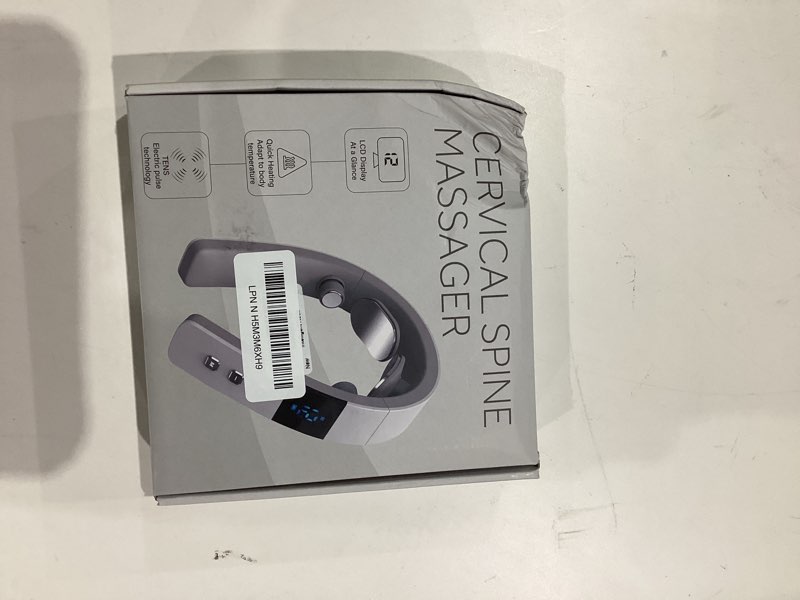 CERVICAL SPINE
MASSAGER
12
LCD Display
At a Glance
Quick Heating
Adapt to body
temperature
TENS
Electric pulse
technology
LPN N H5M3M6XH9